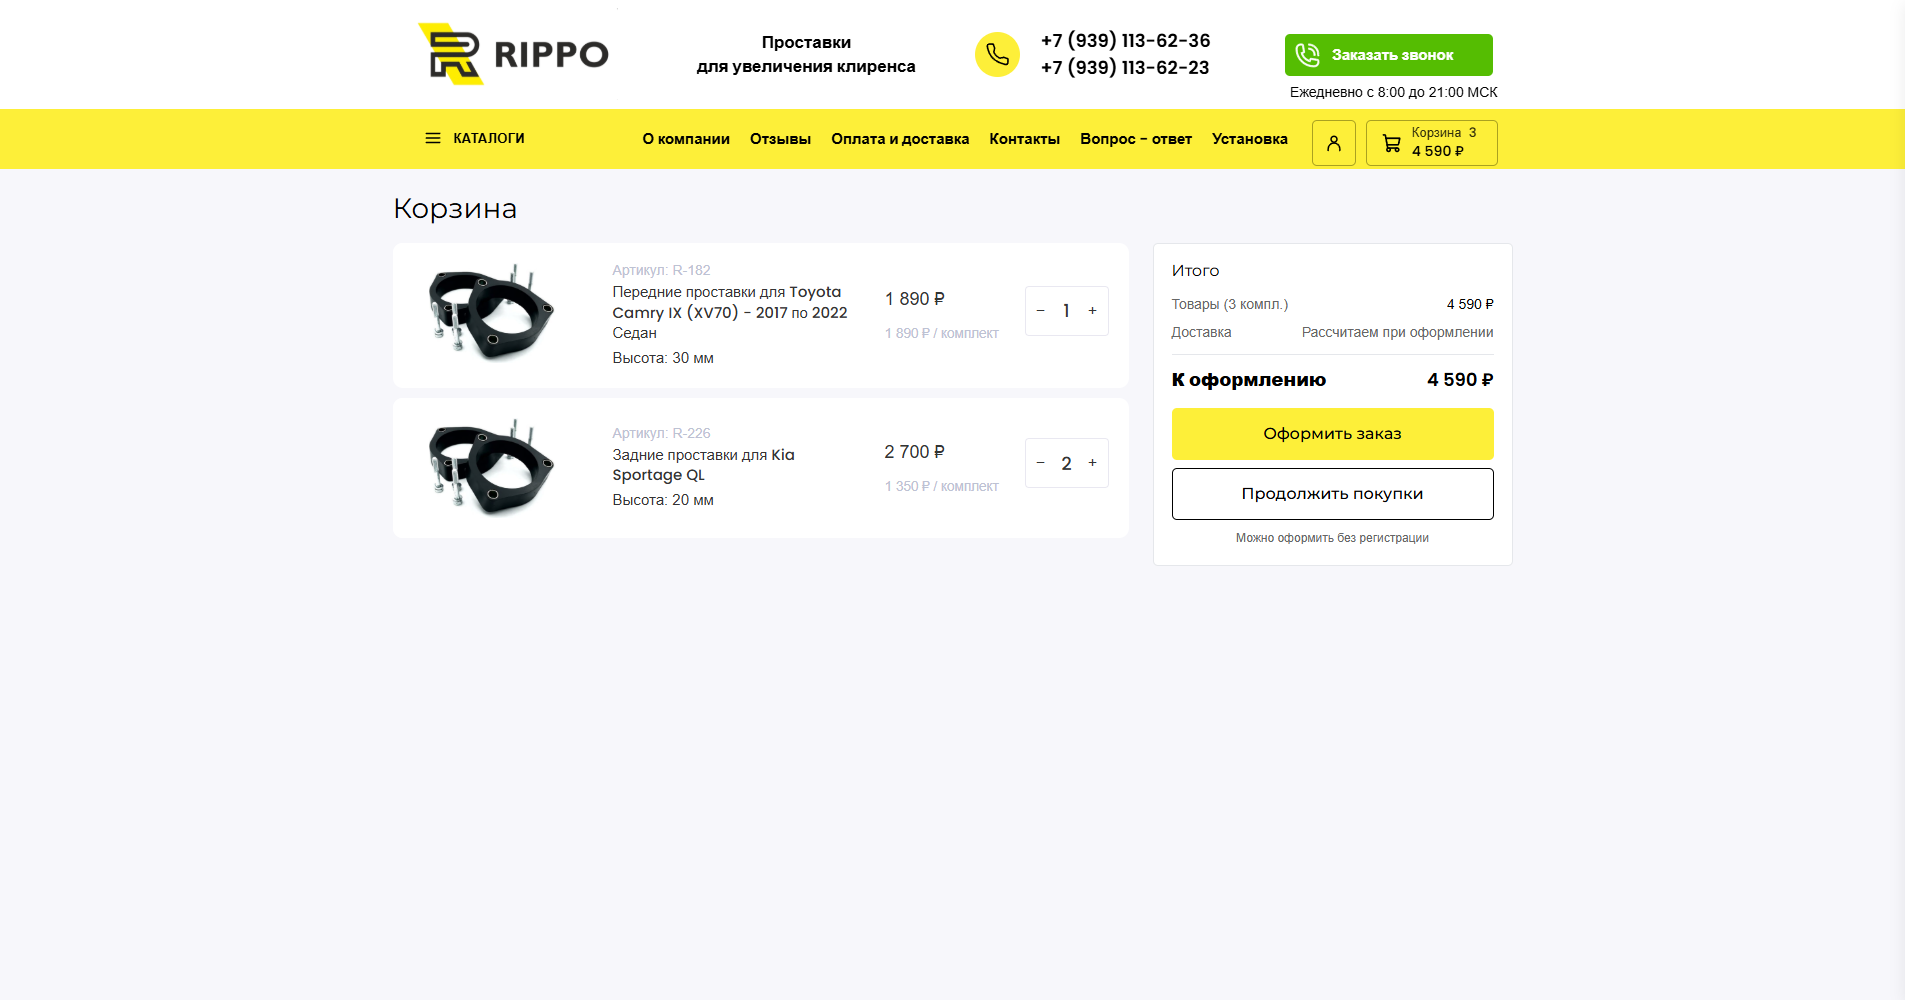 RIPPO
Проставки
для увеличения клиренса
+7 (939) 113-62-36
+7 (939) 113-62-23
Заказать звонок
Ежедневно с 8:00 до 21:00 МСК
КАТАЛОГИ
О компании Отзывы Оплата и доставка Контакты Вопрос - ответ Установка
Корзина 3
4 590 ₽
Корзина
Артикул: R-182
Передние проставки для Toyota
Camry IX (XV70) - 2017 по 2022
Седан
Высота: 30 мм
1 890 ₽
1 890 ₽ / комплект
− 1 +
Артикул: R-226
Задние проставки для Kia
Sportage QL
Высота: 20 мм
2 700 ₽
1 350 ₽ / комплект
− 2 +
Итого
Товары (3 компл.) 4 590 ₽
Доставка Рассчитаем при оформлении
К оформлению 4 590 ₽
Оформить заказ
Продолжить покупки
Можно оформить без регистрации